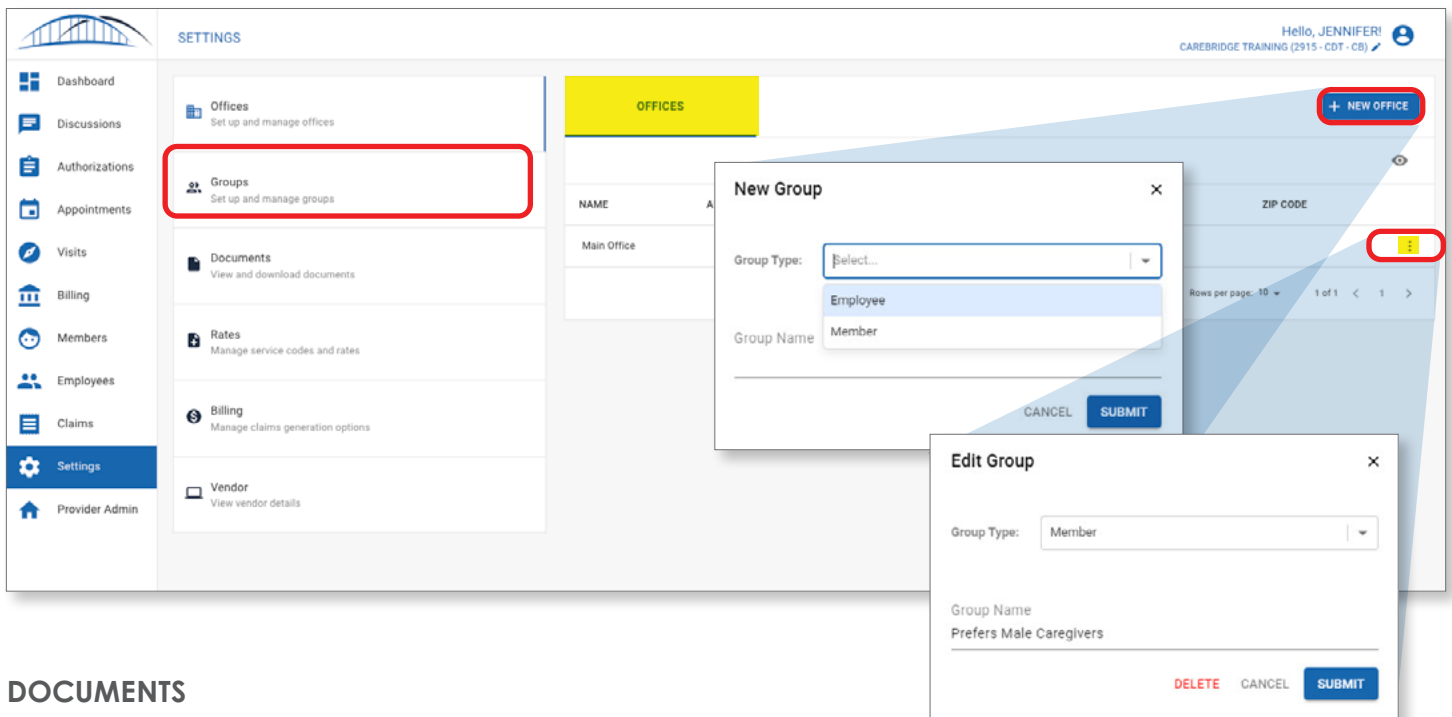 SETTINGS
Hello, JENNIFER!
CAREBRIDGE TRAINING (2915 - CDT - CB)
Dashboard
Discussions
Authorizations
Appointments
Visits
Billing
Members
Employees
Claims
Settings
Provider Admin
Offices
Set up and manage offices
Groups
Set up and manage groups
Documents
View and download documents
Rates
Manage service codes and rates
Billing
Manage claims generation options
Vendor
View vendor details
OFFICES
+ NEW OFFICE
NAME
A
ZIP CODE
Main Office
Rows per page: 10
1 of 1 < 1 >
New Group
×
Group Type:
Select...
Employee
Member
Group Name
CANCEL
SUBMIT
Edit Group
×
Group Type:
Member
Group Name
Prefers Male Caregivers
DELETE CANCEL SUBMIT
DOCUMENTS